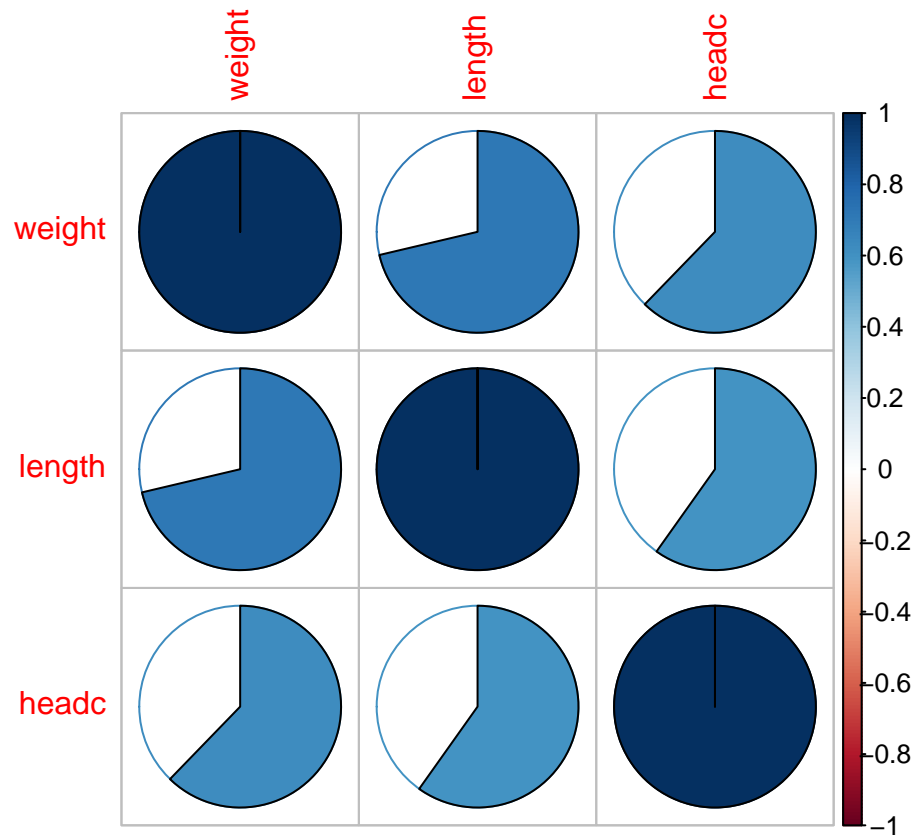 weight
length
headc
weight
length
headc
1
0.8
0.6
0.4
0.2
0
–0.2
–0.4
–0.6
–0.8
–1